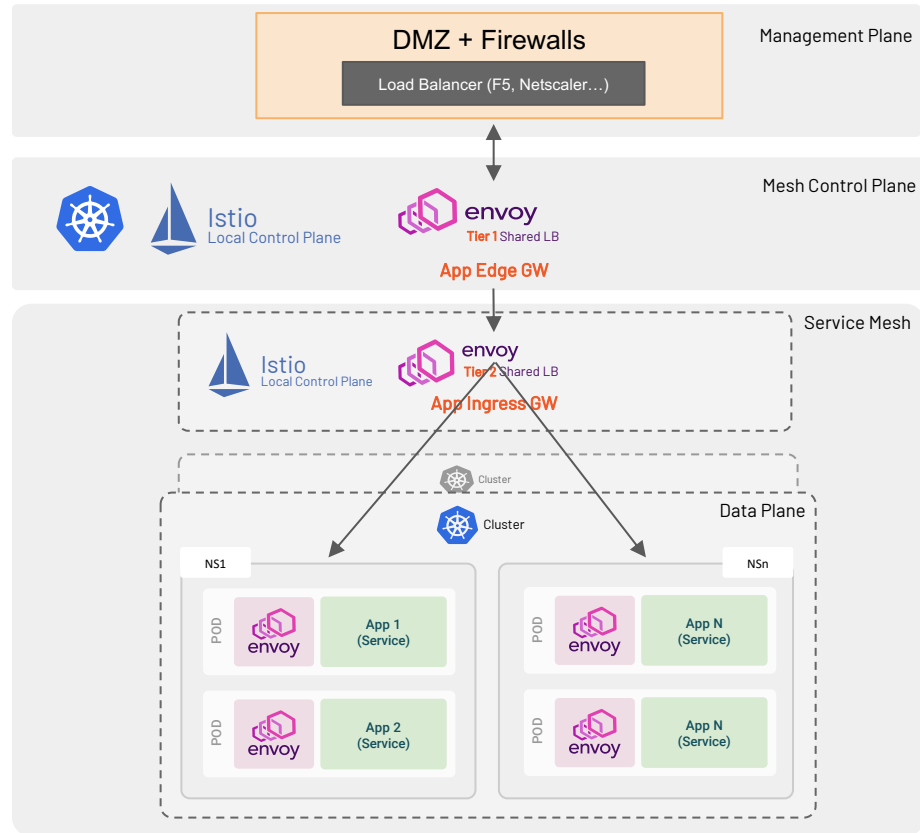 DMZ + Firewalls
Management Plane
Load Balancer (F5, Netscaler...)
Mesh Control Plane
Istio
Local Control Plane
envoy
Tier 1 Shared LB
App Edge GW
Service Mesh
Istio
Local Control Plane
envoy
Tier 2 Shared LB
App Ingress GW
Cluster
Data Plane
Cluster
NS1
NSn
POD
envoy
App 1
(Service)
POD
envoy
App N
(Service)
POD
envoy
App 2
(Service)
POD
envoy
App N
(Service)